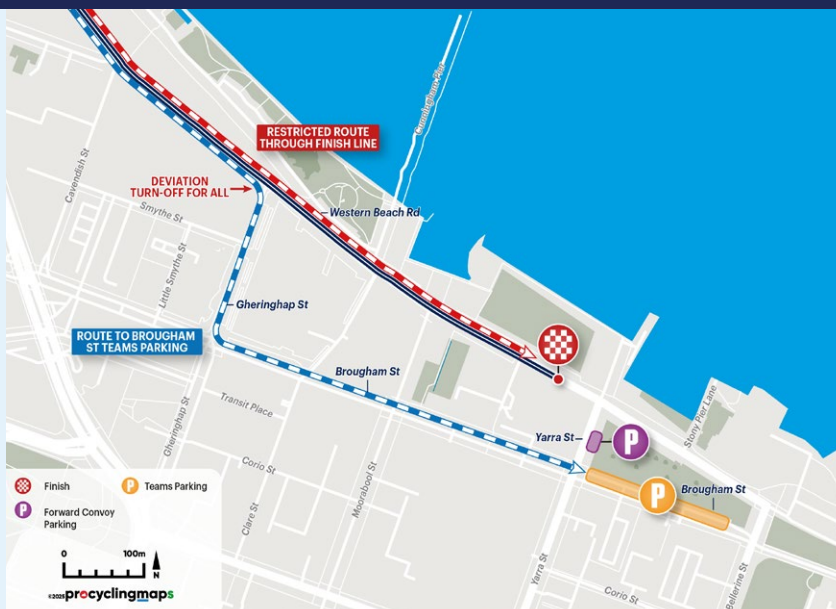 Cunningham Pier
RESTRICTED ROUTE
THROUGH FINISH LINE
Cavendish St
DEVIATION
TURN-OFF FOR ALL
Smythe St
Western Beach Rd
Little Smythe St
Gheringhap St
ROUTE TO BROUGHAM
ST TEAMS PARKING
Brougham St
Transit Place
Stony Pier Lane
Gheringhap St
Yarra St
P
Corio St
Moorabool St
Clare St
P
Brougham St
Finish
P
Teams Parking
P
Forward Convoy
Parking
0
100m
N
Yarra St
Corio St
Bellerine St
©2025 procyclingmaps